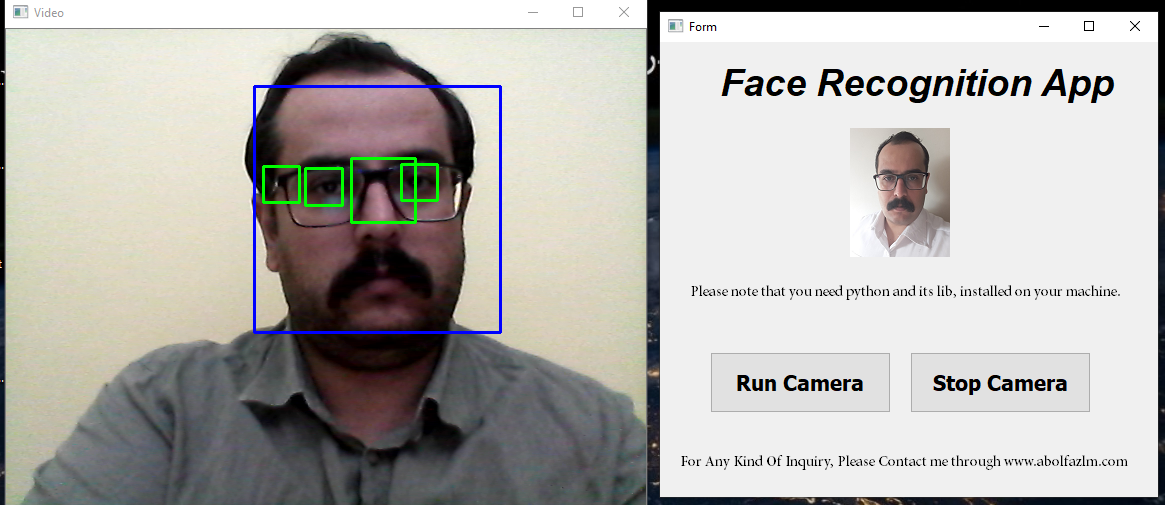 Video
Form
Face Recognition App
Please note that you need python and its lib, installed on your machine.
Run Camera
Stop Camera
For Any Kind Of Inquiry, Please Contact me through www.abolfazlm.com